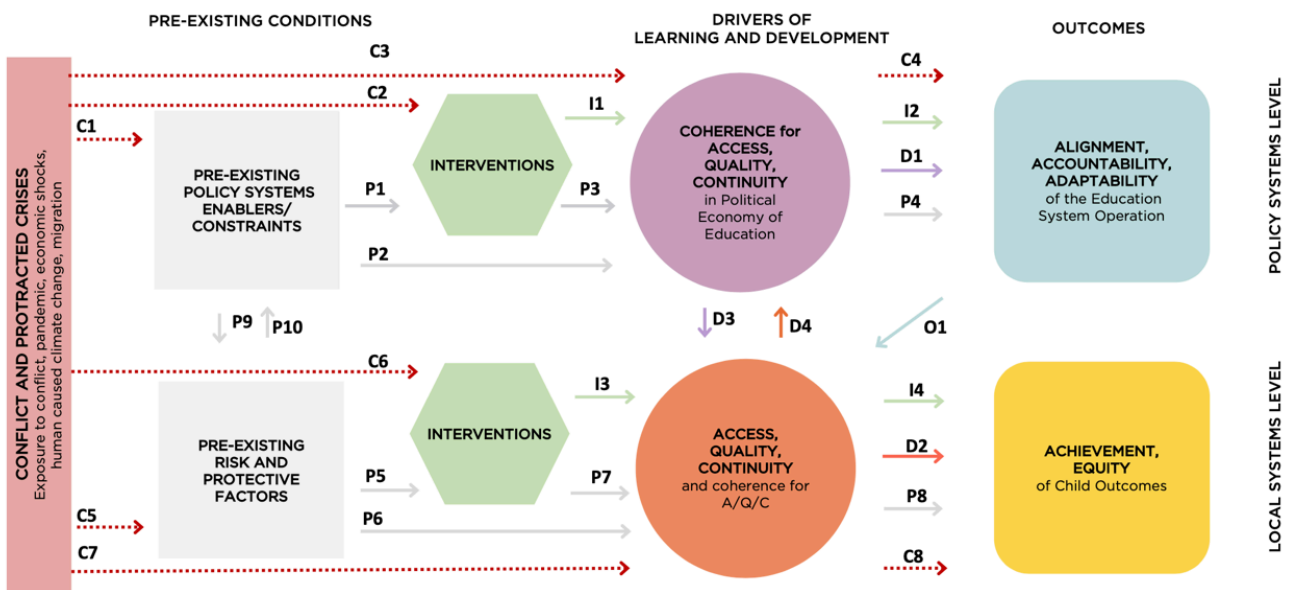 PRE-EXISTING CONDITIONS
DRIVERS OF
LEARNING AND DEVELOPMENT
OUTCOMES
CONFLICT AND PROTRACTED CRISES
Exposure to conflict, pandemic, economic shocks,
human caused climate change, migration
C3
C2
C1
C4
I1
I2
D1
P1
P3
P4
P2
PRE-EXISTING
POLICY SYSTEMS
ENABLERS/
CONSTRAINTS
INTERVENTIONS
COHERENCE for
ACCESS,
QUALITY,
CONTINUITY
in Political
Economy of
Education
ALIGNMENT,
ACCOUNTABILITY,
ADAPTABILITY
of the Education
System Operation
POLICY SYSTEMS LEVEL
P9
P10
D3
D4
O1
C6
I3
I4
D2
P5
P7
P8
P6
C5
C7
C8
PRE-EXISTING
RISK AND
PROTECTIVE
FACTORS
INTERVENTIONS
ACCESS,
QUALITY,
CONTINUITY
and coherence for
A/Q/C
ACHIEVEMENT,
EQUITY
of Child Outcomes
LOCAL SYSTEMS LEVEL